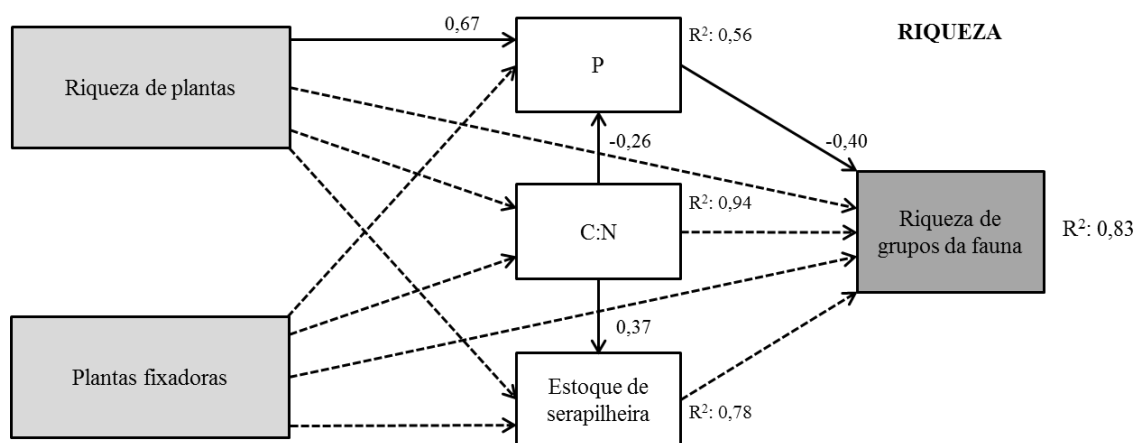 0,67
R²: 0,56
RIQUEZA
Riqueza de plantas
P
-0,26
-0,40
R²: 0,94
C:N
Riqueza de
grupos da fauna
R²: 0,83
0,37
Plantas fixadoras
Estoque de
serapilheira
R²: 0,78